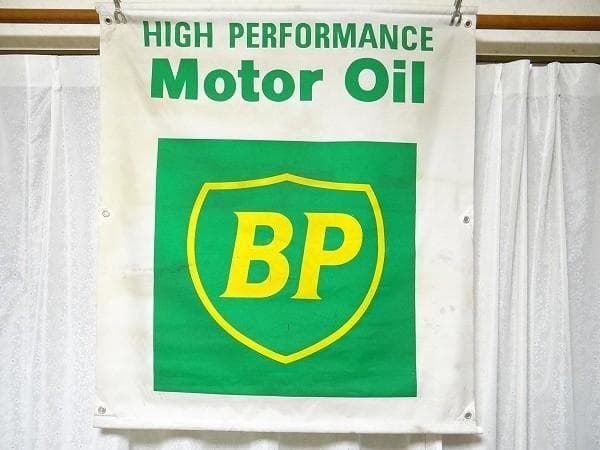 HIGH PERFORMANCE
Motor Oil
BP